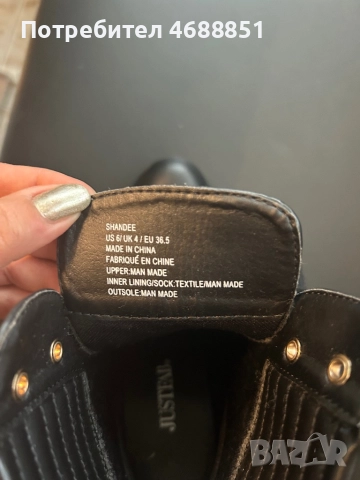 Потребител 4688851
SHANDEE
US 6/ UK 4 / EU 36.5
MADE IN CHINA
FABRIQUÉ EN CHINE
UPPER:MAN MADE
INNER LINING/SOCK:TEXTILE/MAN MADE
OUTSOLE:MAN MADE
BAZAR